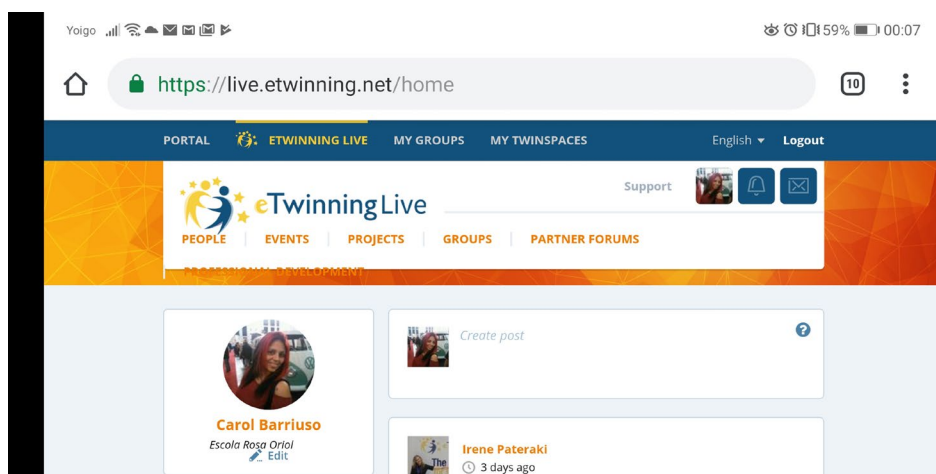 Yoigo 59% 00:07
https://live.etwinning.net/home 10
PORTAL ETWINNING LIVE MY GROUPS MY TWINSPACES English Logout
eTwinning Live Support
PEOPLE EVENTS PROJECTS GROUPS PARTNER FORUMS
PROFESSIONAL DEVELOPMENT
Create post ?
Carol Barriuso
Escola Rosa Oriol
Edit
Irene Pateraki
The
3 days ago